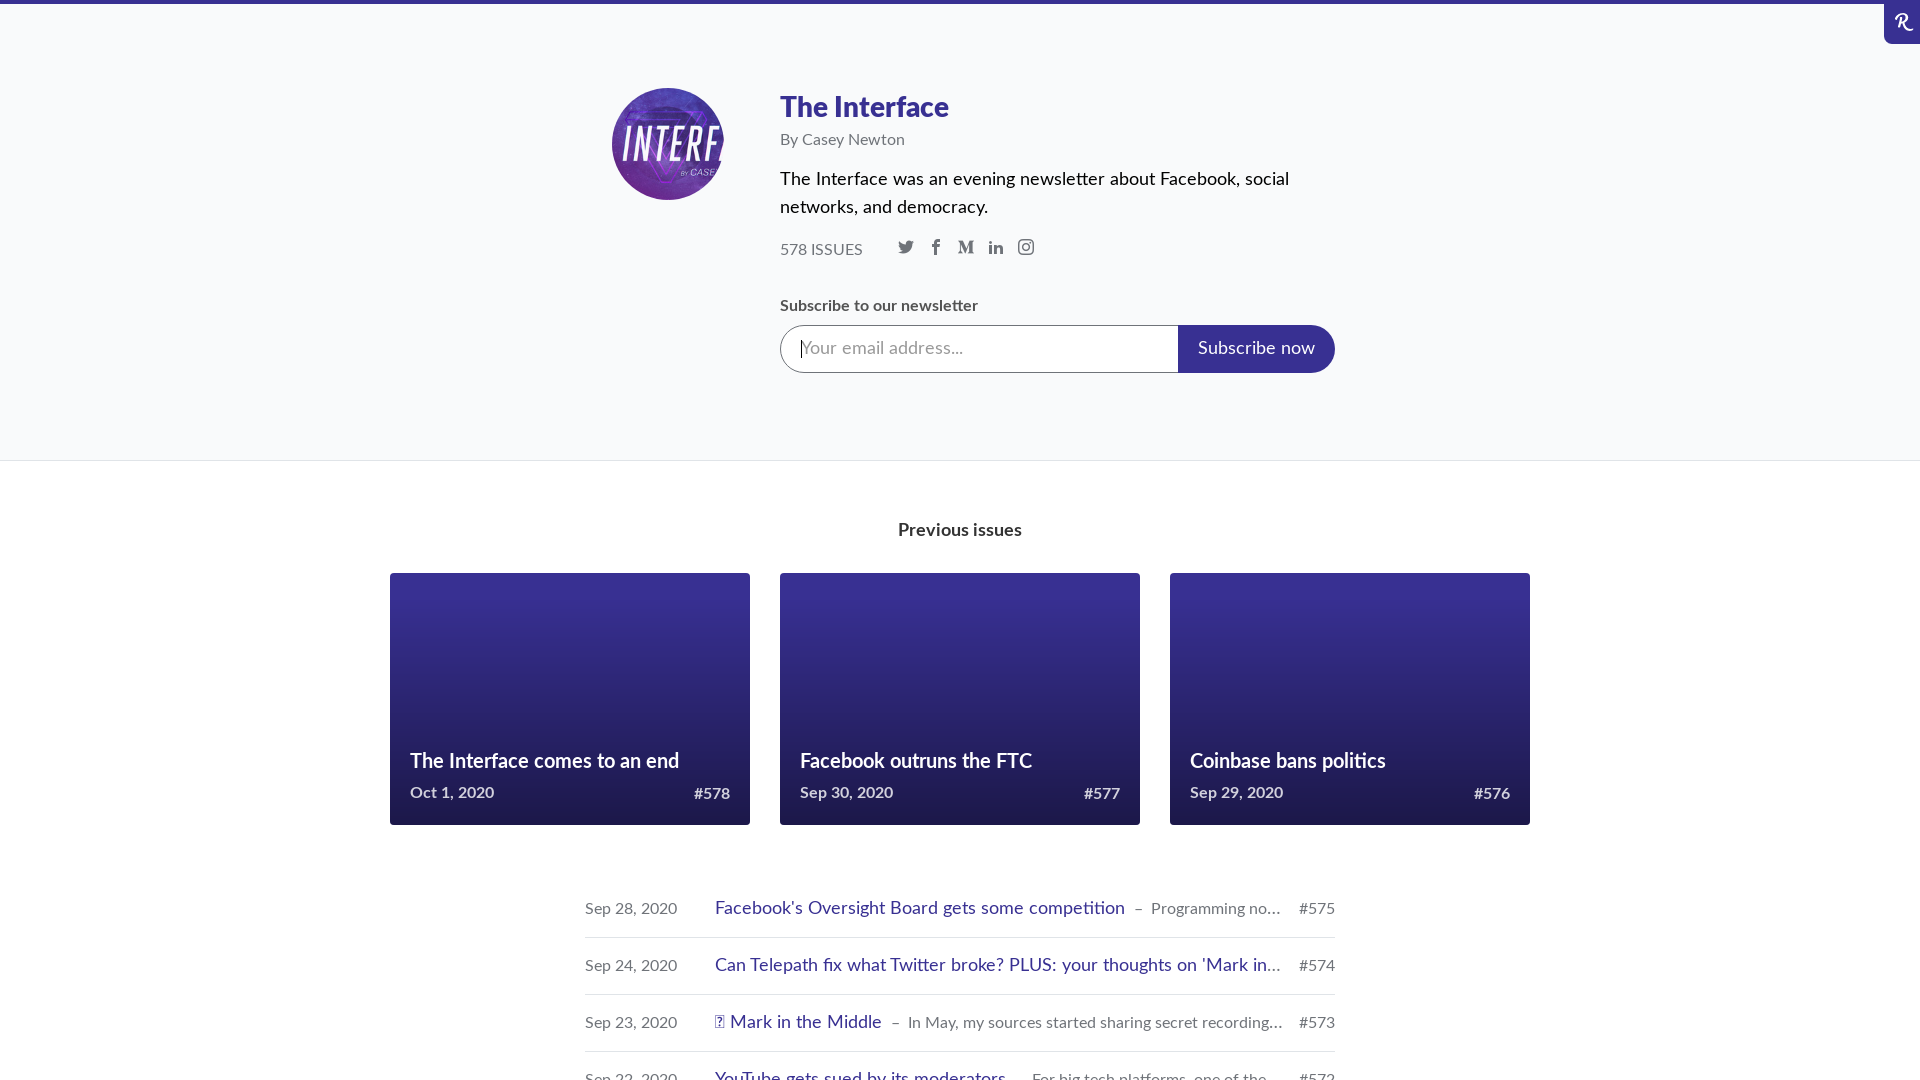 INTERFA
BY CASE
The Interface
By Casey Newton
The Interface was an evening newsletter about Facebook, social
networks, and democracy.
578 ISSUES
Subscribe to our newsletter
Your email address...
Subscribe now
Previous issues
The Interface comes to an end
Oct 1, 2020 #578
Facebook outruns the FTC
Sep 30, 2020 #577
Coinbase bans politics
Sep 29, 2020 #576
Sep 28, 2020 Facebook's Oversight Board gets some competition – Programming no... #575
Sep 24, 2020 Can Telepath fix what Twitter broke? PLUS: your thoughts on 'Mark in... #574
Sep 23, 2020 Mark in the Middle – In May, my sources started sharing secret recording... #573
Sep 22, 2020 YouTube gets sued by its moderators For big tech platforms, one of the #572